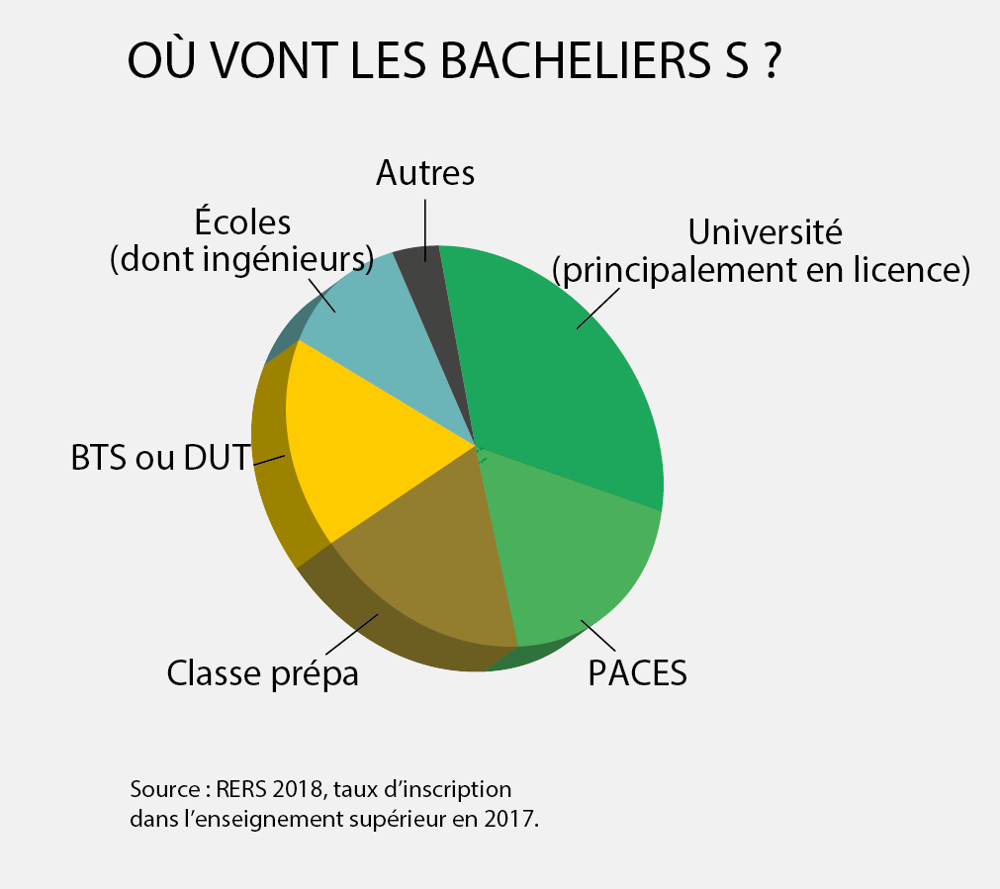 OÙ VONT LES BACHELIERS S ?
Autres
Écoles
(dont ingénieurs)
Université
(principalement en licence)
BTS ou DUT
Classe prépa
PACES
Source : RERS 2018, taux d’inscription
dans l’enseignement supérieur en 2017.